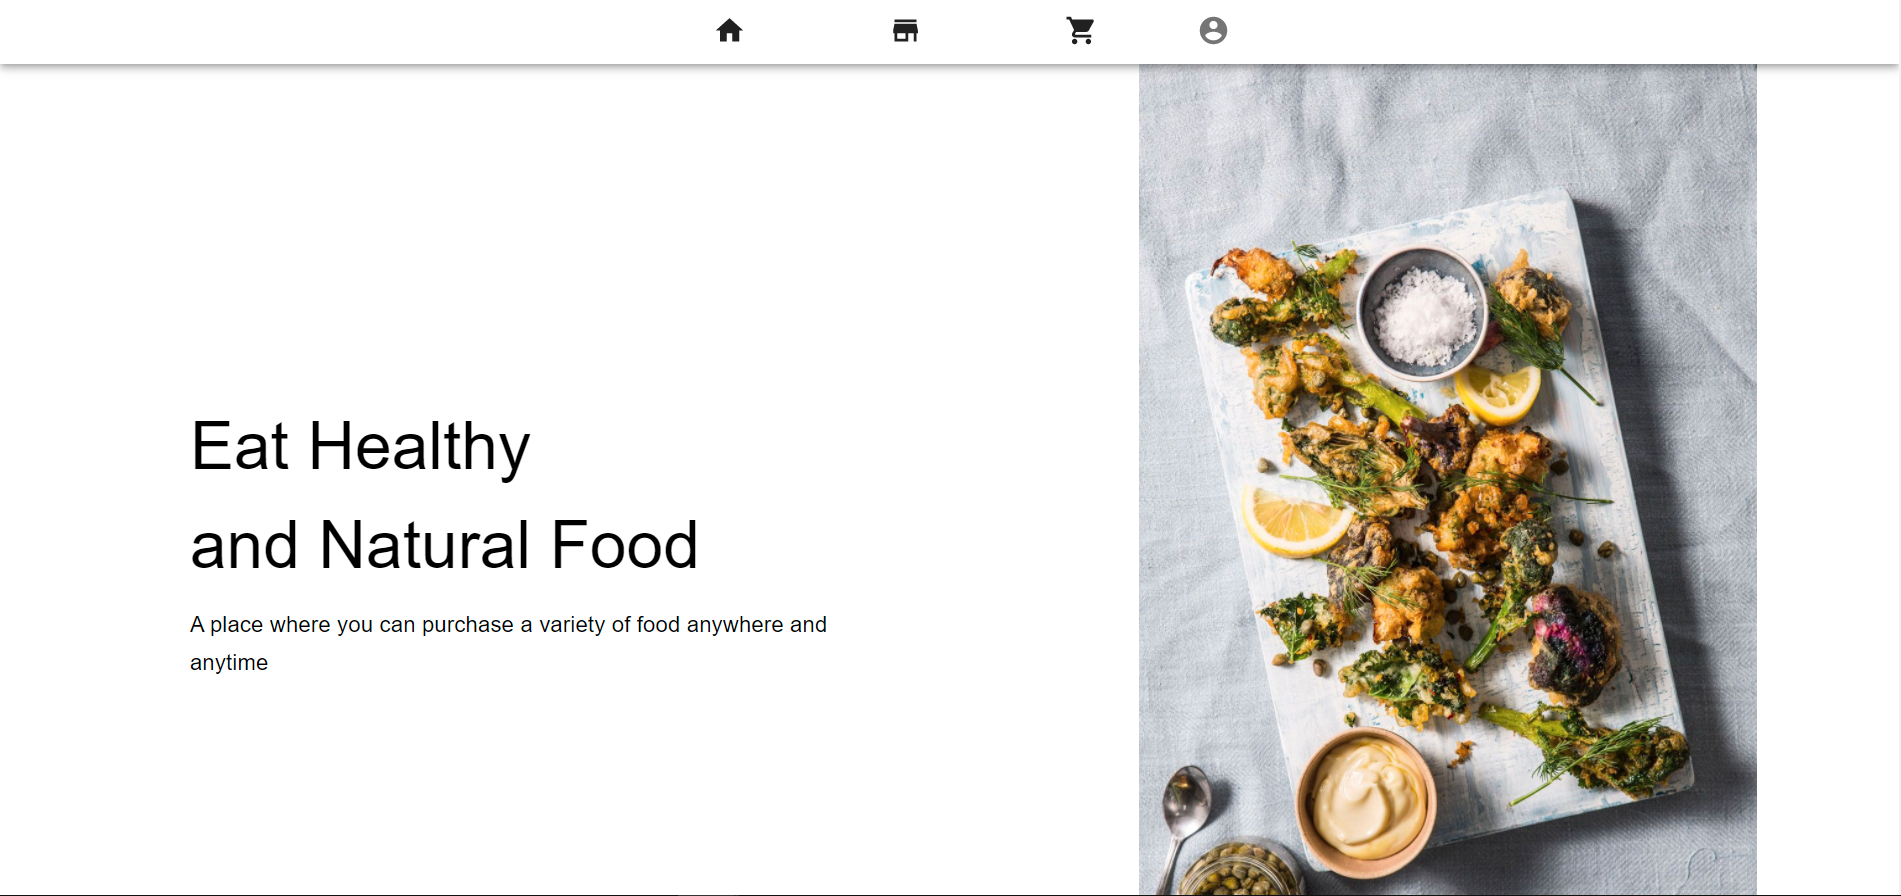 Eat Healthy
and Natural Food
A place where you can purchase a variety of food anywhere and
anytime